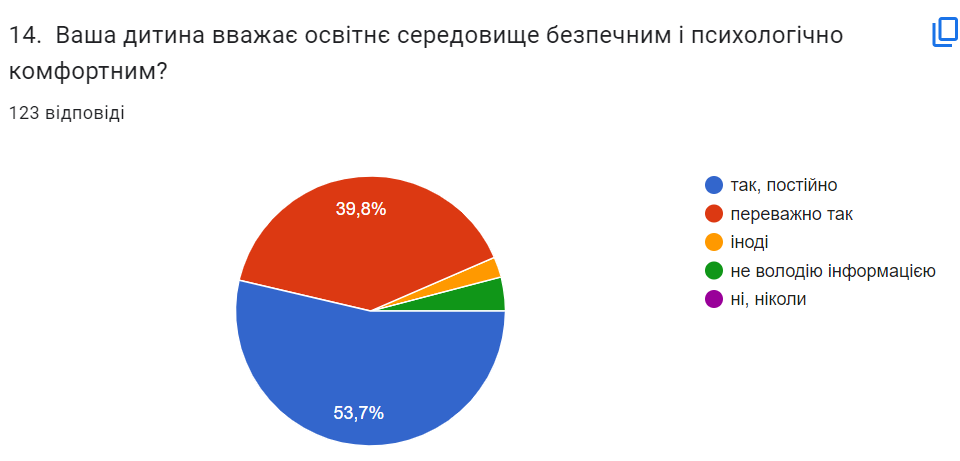 14.  Ваша дитина вважає освітнє середовище безпечним і психологічно
комфортним?
123 відповіді
39,8%
53,7%
так, постійно
переважно так
іноді
не володію інформацією
ні, ніколи